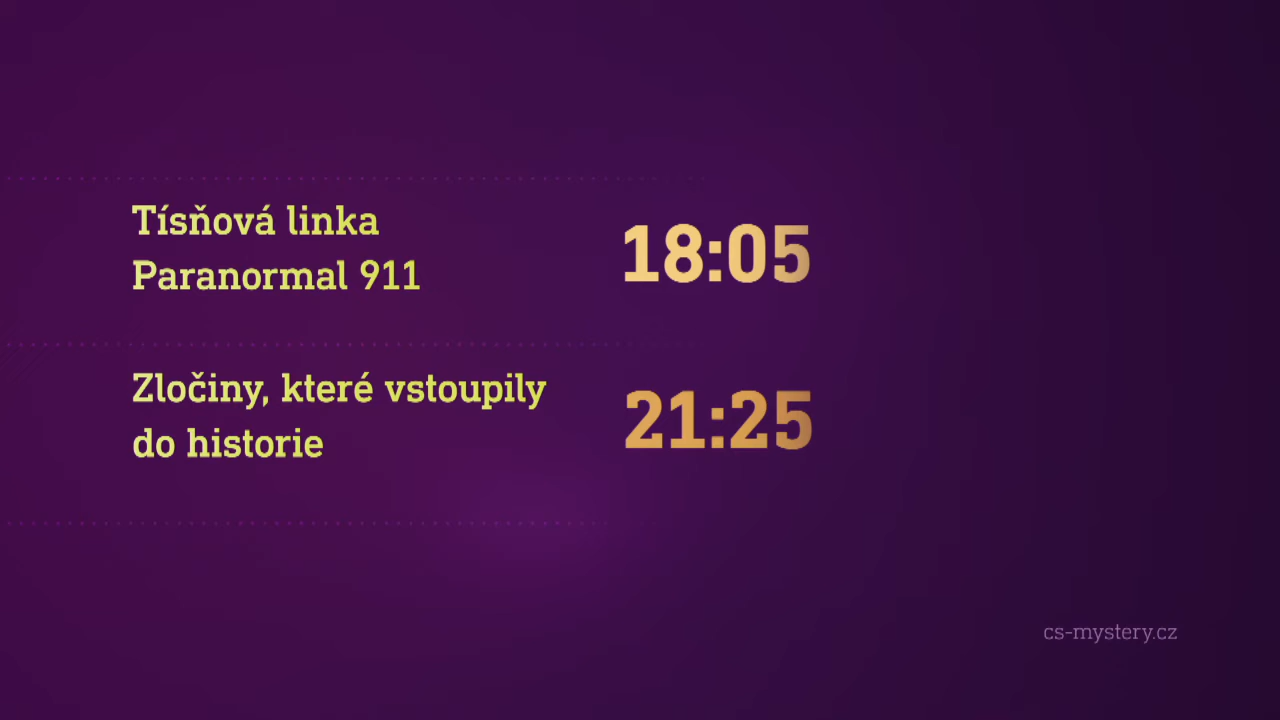 Tísňová linka
Paranormal 911
18:05
Zločiny, které vstoupily
do historie
21:25
cs-mystery.cz